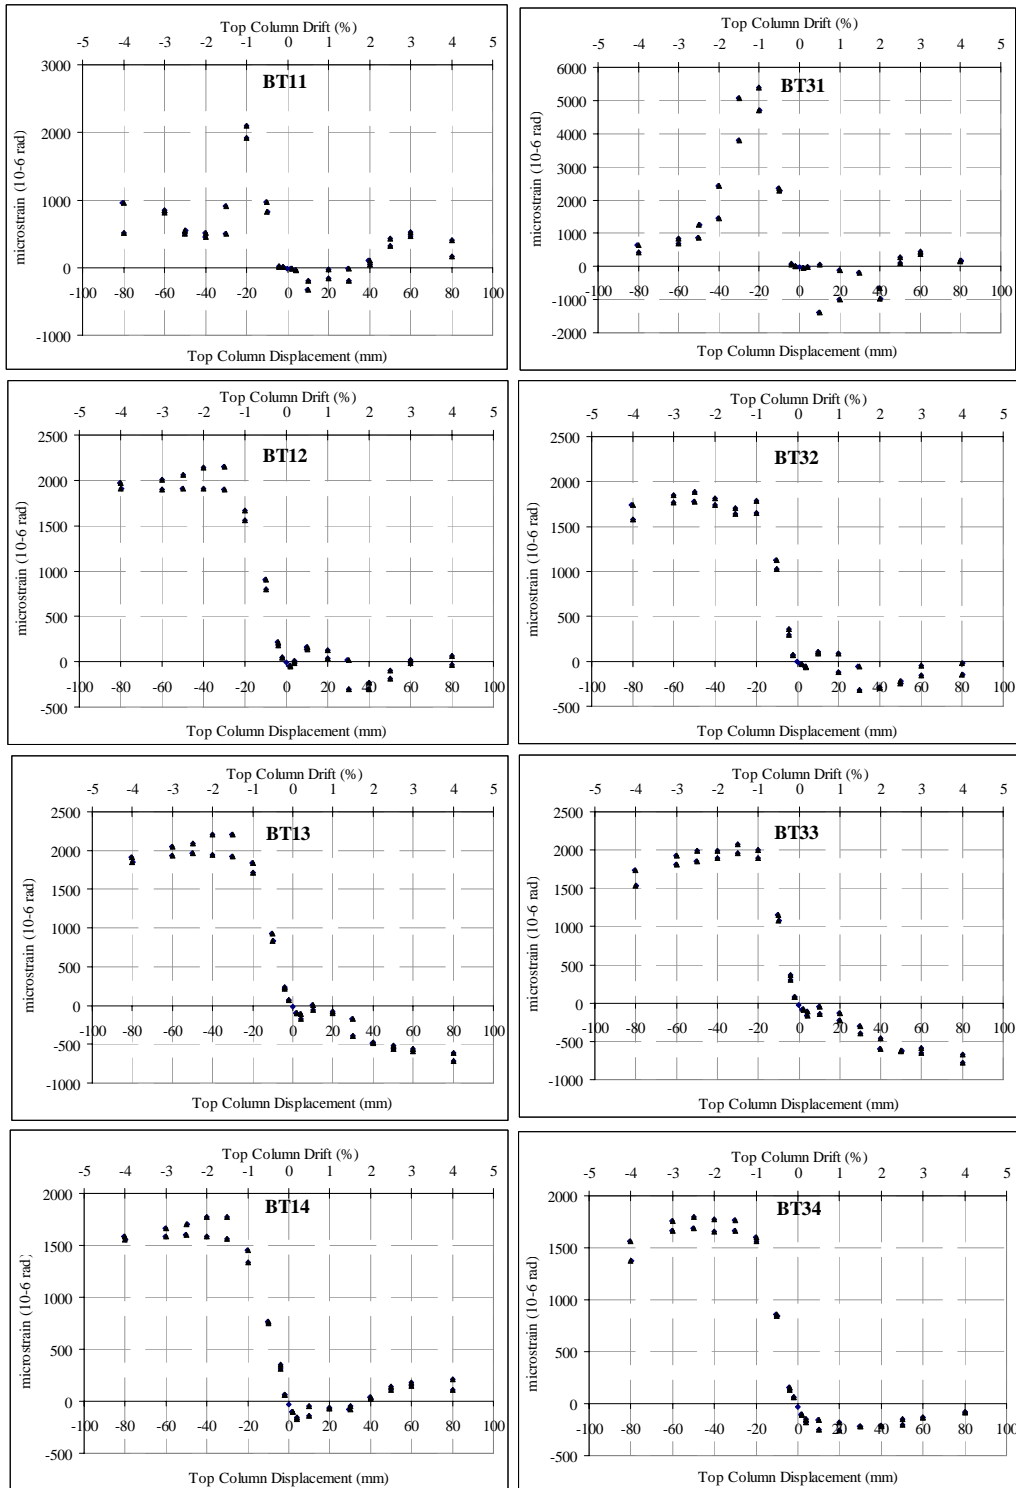 Top Column Drift (%)
-5 -4 -3 -2 -1 0 1 2 3 4 5
3000
BT11
2000
1000
0
-100 -80 -60 -40 -20 0 20 40 60 80 100
-1000
microstrain (10-6 rad)
Top Column Displacement (mm)
Top Column Drift (%)
-5 -4 -3 -2 -1 0 1 2 3 4 5
6000
BT31
5000
4000
3000
2000
1000
0
-100 -80 -60 -40 -20 0 20 40 60 80 100
-1000
-2000
microstrain (10-6 rad)
Top Column Displacement (mm)
Top Column Drift (%)
-5 -4 -3 -2 -1 0 1 2 3 4 5
2500
BT12
2000
1500
1000
500
0
-100 -80 -60 -40 -20 0 20 40 60 80 100
-500
microstrain (10-6 rad)
Top Column Displacement (mm)
Top Column Drift (%)
-5 -4 -3 -2 -1 0 1 2 3 4 5
2500
BT32
2000
1500
1000
500
0
-100 -80 -60 -40 -20 0 20 40 60 80 100
-500
microstrain (10-6 rad)
Top Column Displacement (mm)
Top Column Drift (%)
-5 -4 -3 -2 -1 0 1 2 3 4 5
2500
BT13
2000
1500
1000
500
0
-100 -80 -60 -40 -20 0 20 40 60 80 100
-500
-1000
microstrain (10-6 rad)
Top Column Displacement (mm)
Top Column Drift (%)
-5 -4 -3 -2 -1 0 1 2 3 4 5
2500
BT33
2000
1500
1000
500
0
-100 -80 -60 -40 -20 0 20 40 60 80 100
-500
-1000
microstrain (10-6 rad)
Top Column Displacement (mm)
Top Column Drift (%)
-5 -4 -3 -2 -1 0 1 2 3 4 5
2000
BT14
1500
1000
500
0
-100 -80 -60 -40 -20 0 20 40 60 80 100
-500
microstrain (10-6 rad)
Top Column Displacement (mm)
Top Column Drift (%)
-5 -4 -3 -2 -1 0 1 2 3 4 5
2000
BT34
1500
1000
500
0
-100 -80 -60 -40 -20 0 20 40 60 80 100
-500
microstrain (10-6 rad)
Top Column Displacement (mm)